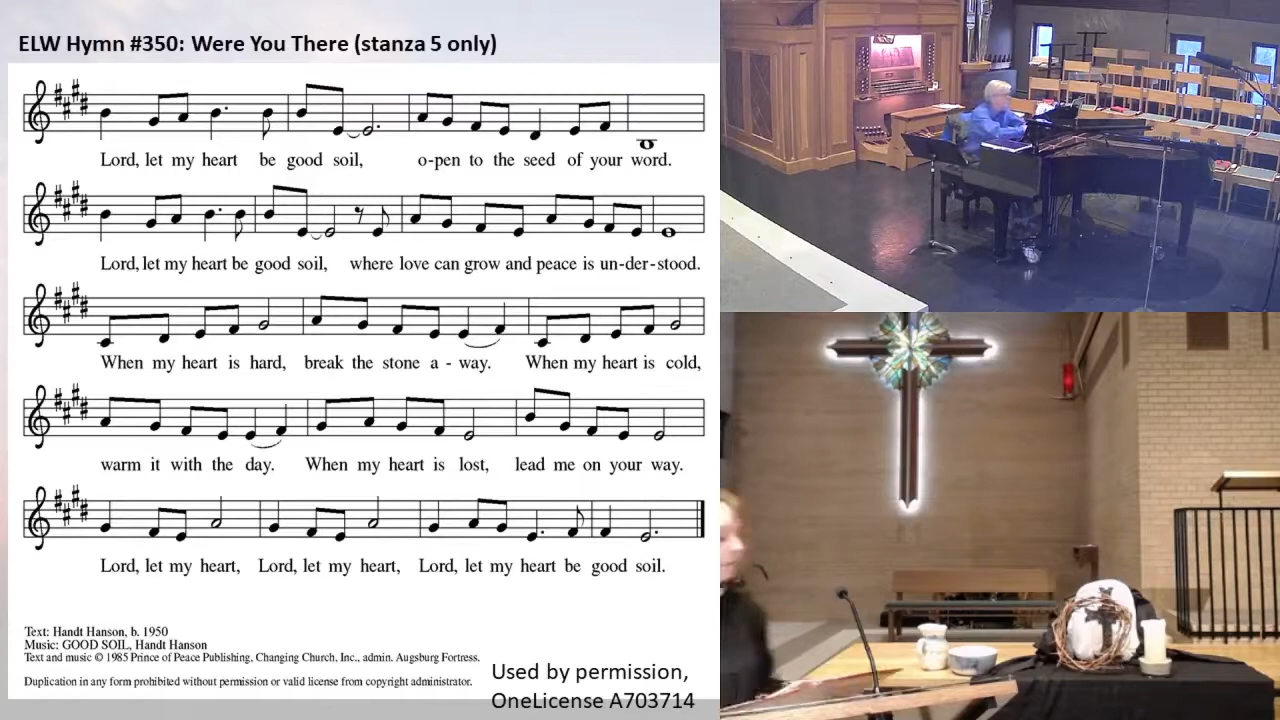 ELW Hymn #350: Were You There (stanza 5 only)
Lord, let my heart be good soil, o-pen to the seed of your word.
Lord, let my heart be good soil, where love can grow and peace is un-der-stood.
When my heart is hard, break the stone a - way. When my heart is cold,
warm it with the day. When my heart is lost, lead me on your way.
Lord, let my heart, Lord, let my heart, Lord, let my heart be good soil.
Text: Handt Hanson, b. 1950
Music: GOOD SOIL, Handt Hanson
Text and music © 1985 Prince of Peace Publishing, Changing Church, Inc., admin. Augsburg Fortress.
Duplication in any form prohibited without permission or valid license from copyright administrator.
Used by permission,
OneLicense A703714